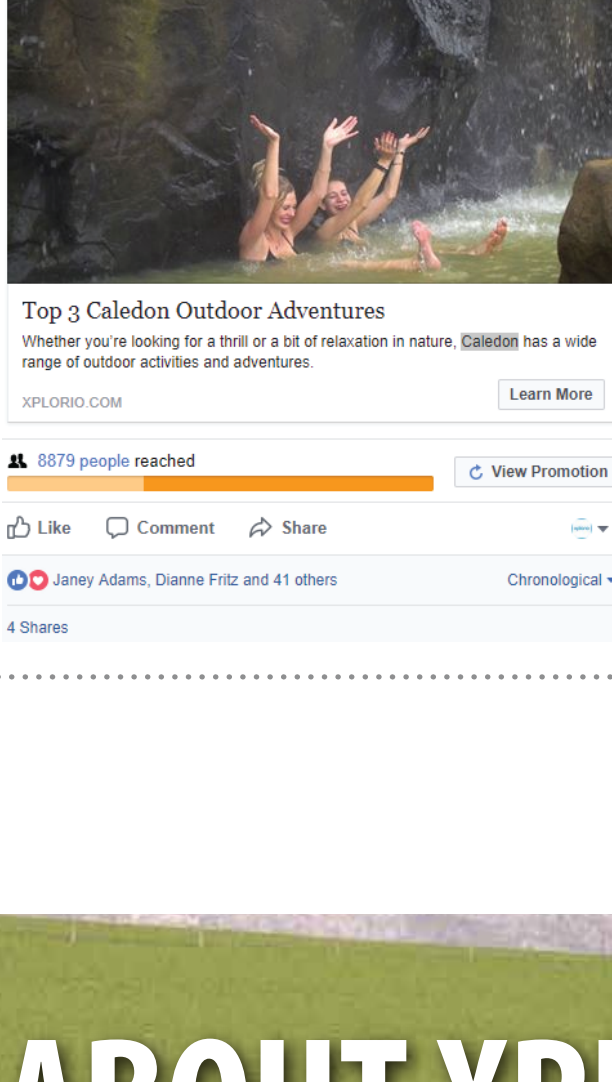 Top 3 Caledon Outdoor Adventures
Whether you're looking for a thrill or a bit of relaxation in nature, Caledon has a wide
range of outdoor activities and adventures.
XPLORIO.COM
Learn More
8879 people reached
View Promotion
Like Comment Share
Janey Adams, Dianne Fritz and 41 others
Chronological
4 Shares
ABOUT